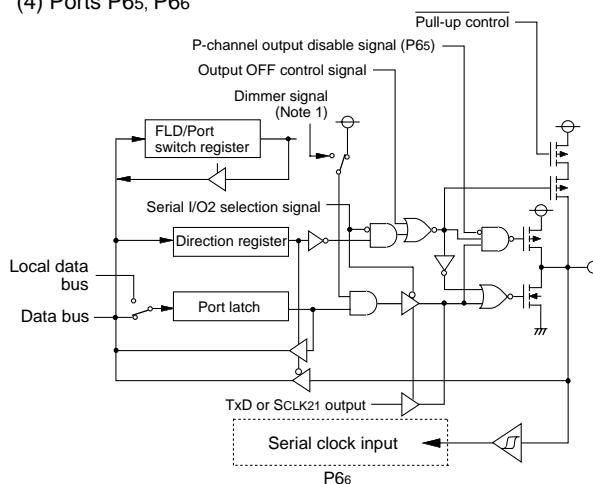 (4) Ports P65, P66
Pull-up control
P-channel output disable signal (P65)
Output OFF control signal
Dimmer signal
(Note 1)
FLD/Port
switch register
Serial I/O2 selection signal
Direction register
Local data
bus
Port latch
Data bus
TxD or SCLK21 output
Serial clock input
P66